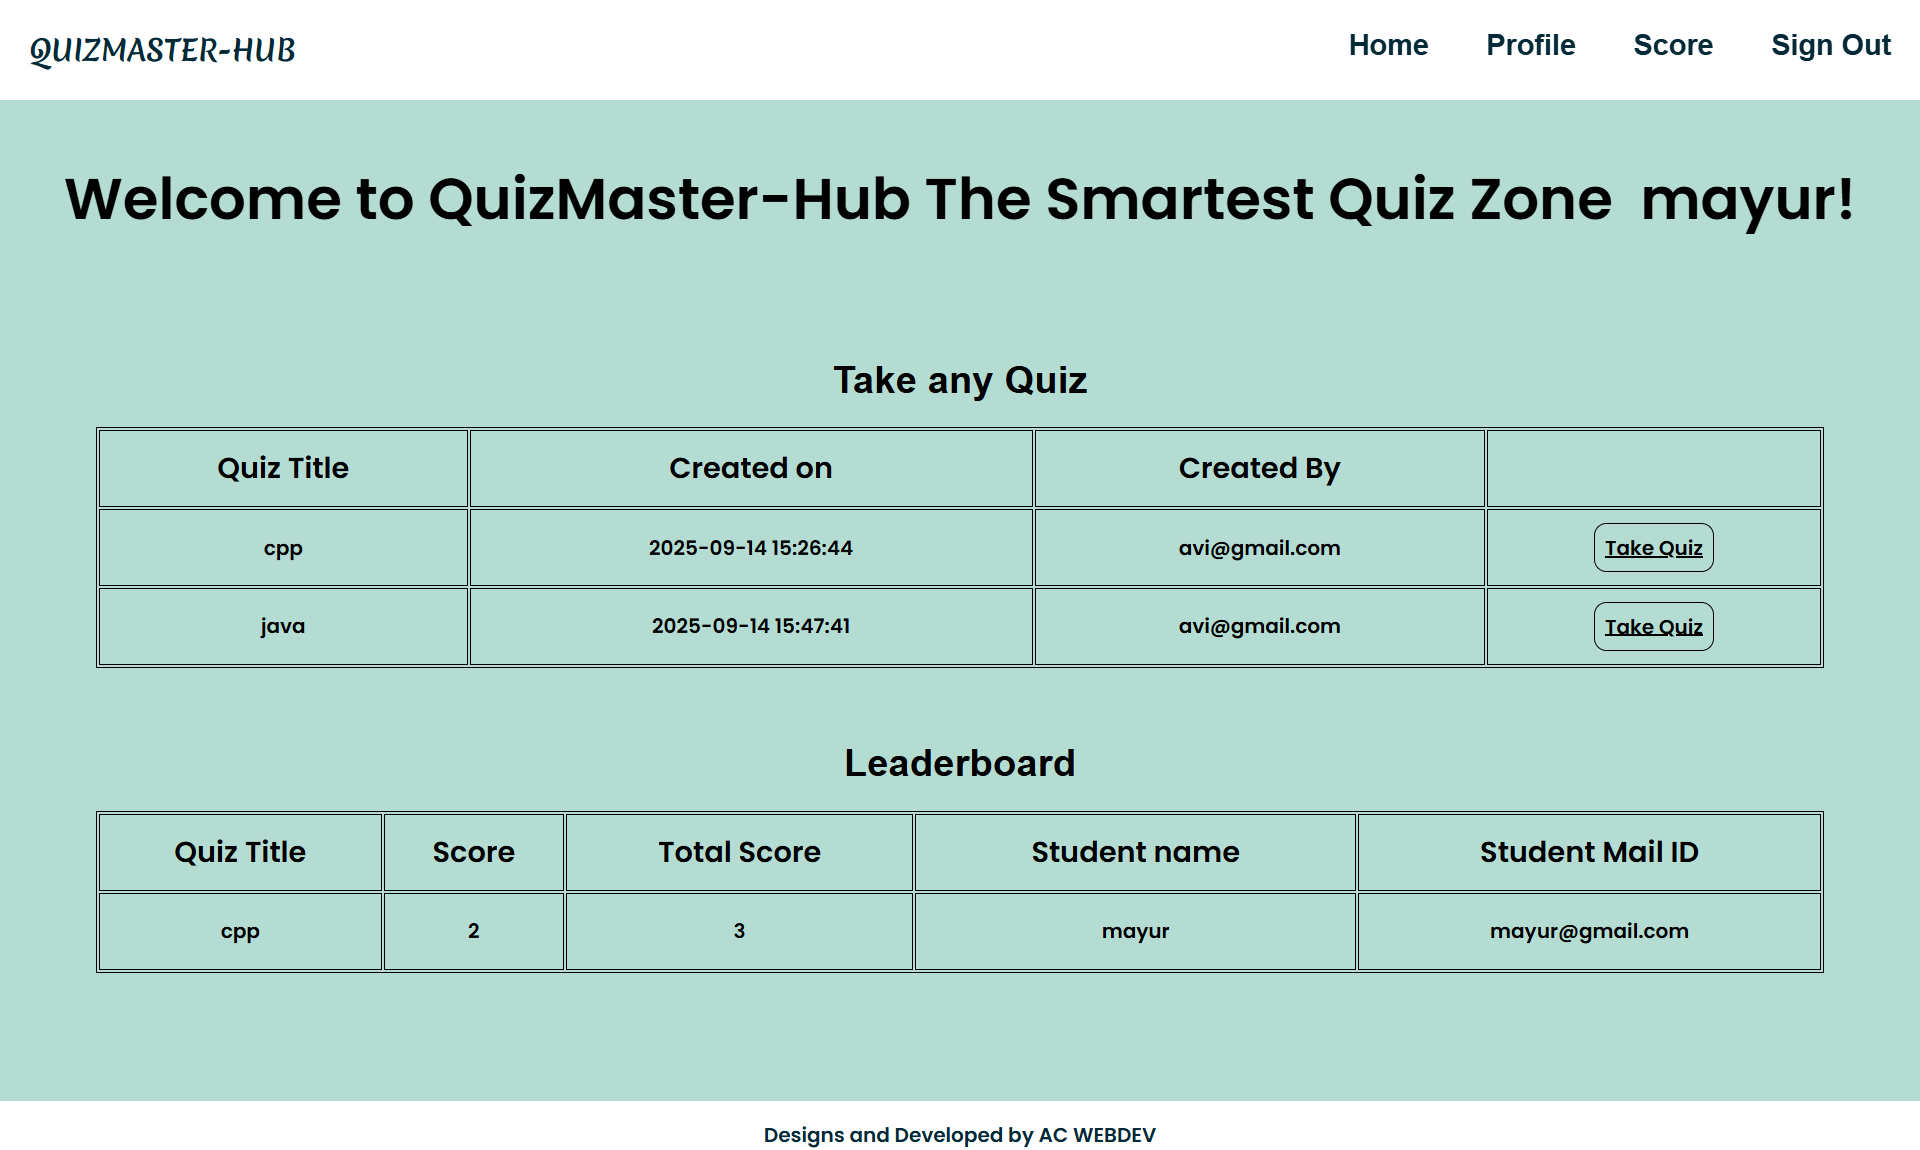 QUIZMASTER-HUB Home Profile Score Sign Out
Welcome to QuizMaster-Hub The Smartest Quiz Zone mayur!
Take any Quiz
Quiz Title Created on Created By
cpp 2025-09-14 15:26:44 avi@gmail.com Take Quiz
java 2025-09-14 15:47:41 avi@gmail.com Take Quiz
Leaderboard
Quiz Title Score Total Score Student name Student Mail ID
cpp 2 3 mayur mayur@gmail.com
Designs and Developed by AC WEBDEV